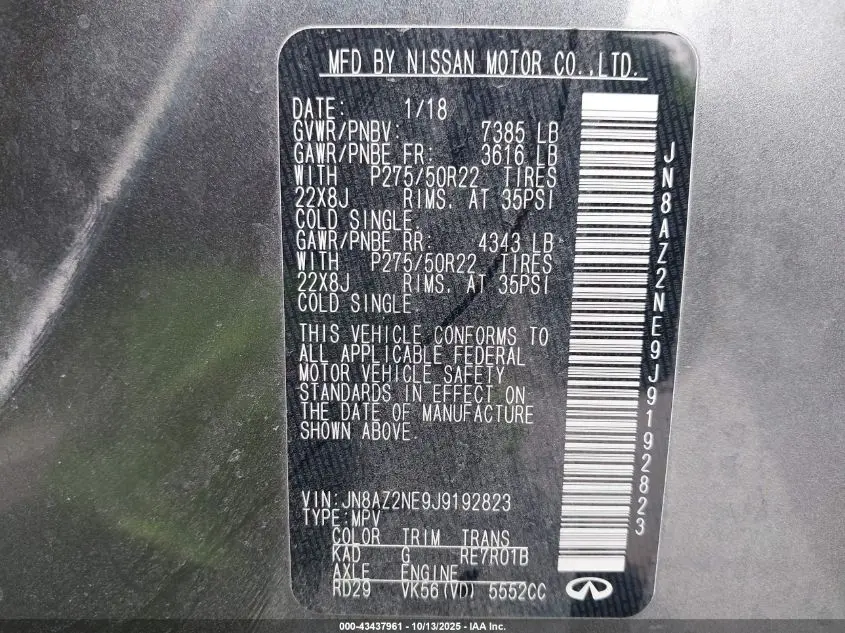 MFD BY NISSAN MOTOR CO.,LTD.
DATE: 1/18
GVWR/PNBV: 7385 LB
GAWR/PNBE FR: 3616 LB
WITH P275/50R22 TIRES
22X8J RIMS. AT 35PSI
COLD SINGLE.
GAWR/PNBE RR: 4343 LB
WITH P275/50R22 TIRES
22X8J RIMS. AT 35PSI
COLD SINGLE.
THIS VEHICLE CONFORMS TO
ALL APPLICABLE FEDERAL
MOTOR VEHICLE SAFETY
STANDARDS IN EFFECT ON
THE DATE OF MANUFACTURE
SHOWN ABOVE.
VIN:JN8AZ2NE9J9192823
TYPE:MPV
COLOR TRIM TRANS
KAD G RE7R01B
AXLE ENGINE
RD29 VK56(VD) 5552CC
JN8AZ2NE9J9192823
000-43437961 - 10/13/2025 - IAA Inc.